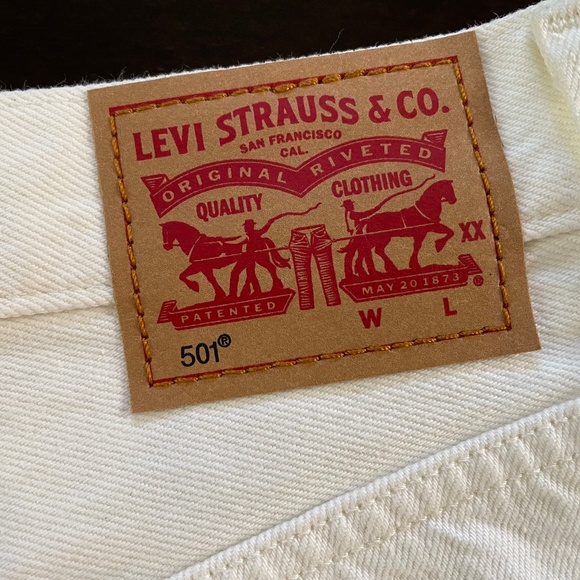 LEVI STRAUSS & CO.
SAN FRANCISCO
CAL.
ORIGINAL RIVETED
QUALITY CLOTHING
XX
PATENTED MAY 20 1873 ®
W L
501®